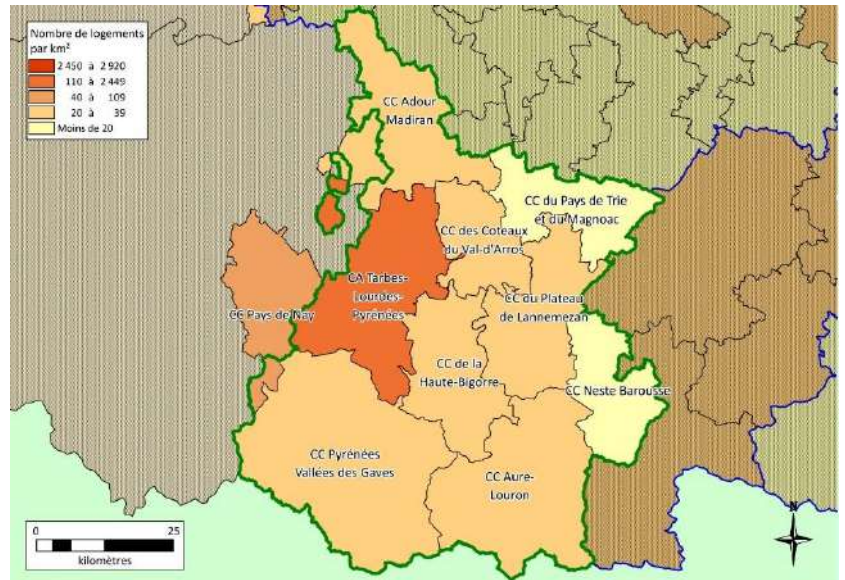 Nombre de logements
par km²
2 450 à 2 920
110 à 2 449
40 à 109
20 à 39
Moins de 20
CC Adour
Madiran
CC du Pays de Trie
et du Magnoac
CC des Coteaux
du Val-d'Arros
CA Tarbes-
Lourdes-
Pyrénées
CC Pays de Nay
CC du Plateau
de Lannemezan
CC de la
Haute-Bigorre
CC Neste Barousse
CC Pyrénées
Vallées des Gaves
CC Aure-
Louron
0 25
kilomètres
N